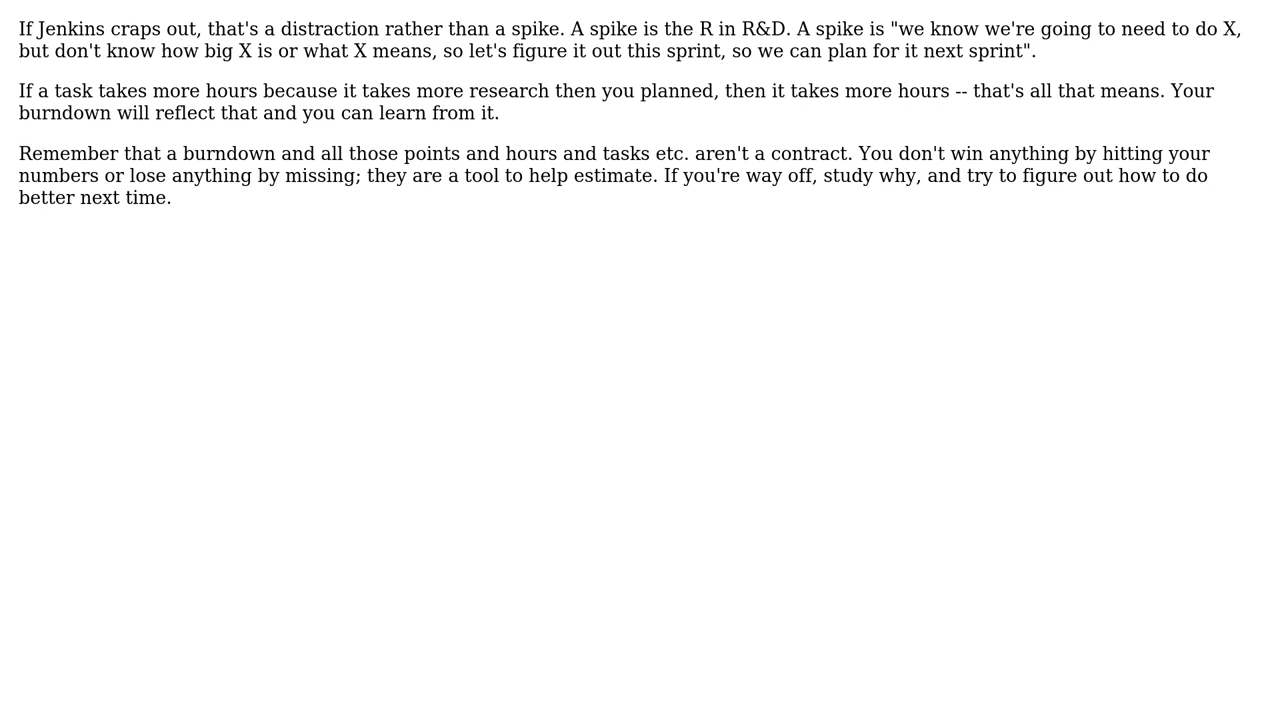 If Jenkins craps out, that's a distraction rather than a spike. A spike is the R in R&D. A spike is "we know we're going to need to do X,
but don't know how big X is or what X means, so let's figure it out this sprint, so we can plan for it next sprint".
If a task takes more hours because it takes more research then you planned, then it takes more hours -- that's all that means. Your
burndown will reflect that and you can learn from it.
Remember that a burndown and all those points and hours and tasks etc. aren't a contract. You don't win anything by hitting your
numbers or lose anything by missing; they are a tool to help estimate. If you're way off, study why, and try to figure out how to do
better next time.